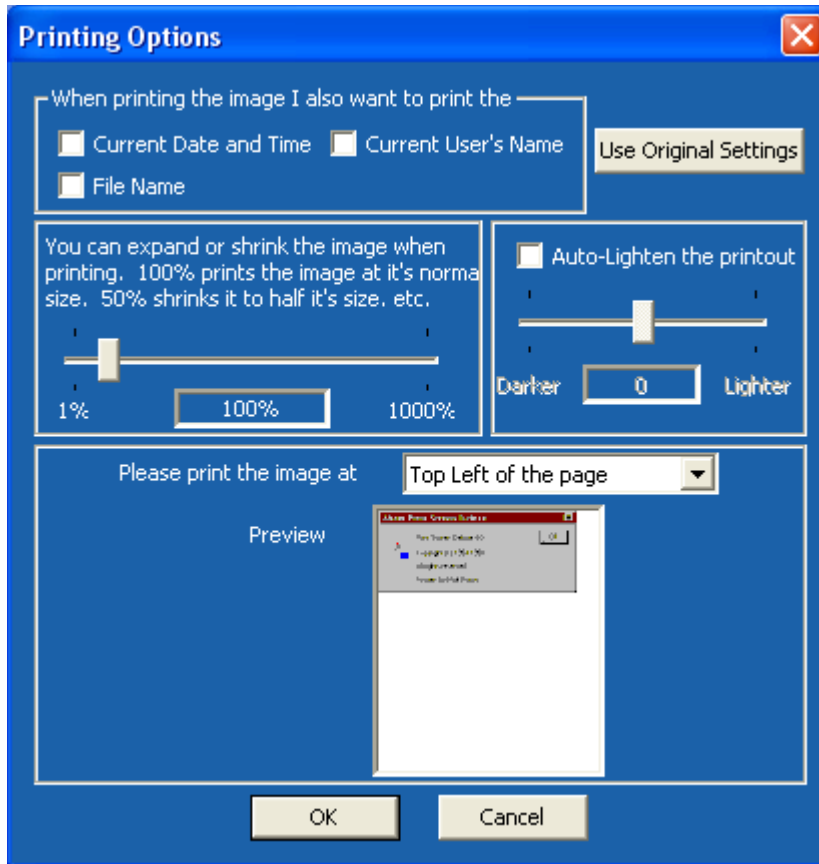 Printing Options
When printing the image I also want to print the
Current Date and Time
Current User's Name
File Name
Use Original Settings
You can expand or shrink the image when
printing. 100% prints the image at it's norma
size. 50% shrinks it to half it's size. etc.
1%
100%
1000%
Auto-Lighten the printout
Darker
0
Lighter
Please print the image at
Top Left of the page
Preview
OK
Cancel